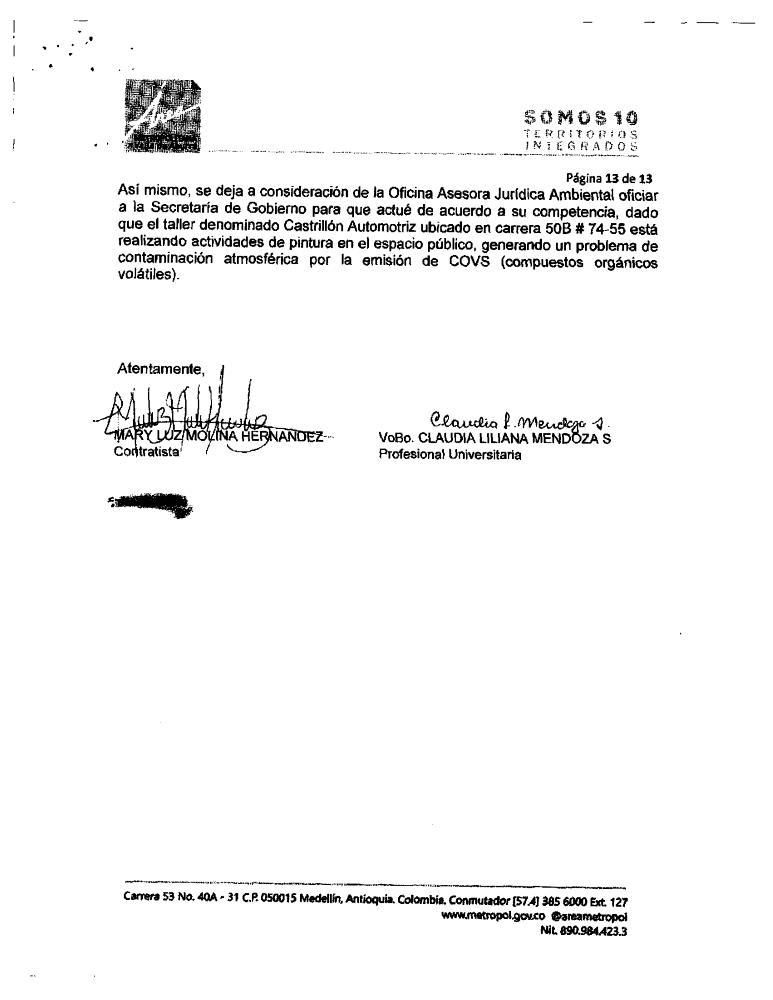 Área
SOMOS 10
TERRITORIOS
INTEGRADOS
Página 13 de 13
Así mismo, se deja a consideración de la Oficina Asesora Jurídica Ambiental oficiar
a la Secretaría de Gobierno para que actué de acuerdo a su competencia, dado
que el taller denominado Castrillón Automotriz ubicado en carrera 50B # 74-55 está
realizando actividades de pintura en el espacio público, generando un problema de
contaminación atmosférica por la emisión de COVS (compuestos orgánicos
volátiles).
Atentamente,
Claudia L. Mendoza S.
MARY LUZ MOLINA HERNANDEZ
VoBo. CLAUDIA LILIANA MENDOZA S
Contratista
Profesional Universitaria
Carrera 53 No. 40A - 31 C.P. 050015 Medellín, Antioquia. Colombia. Conmutador [57.4] 385 6000 Ext. 127
www.metropol.gov.co @areametropol
Nit. 890.984.423.3